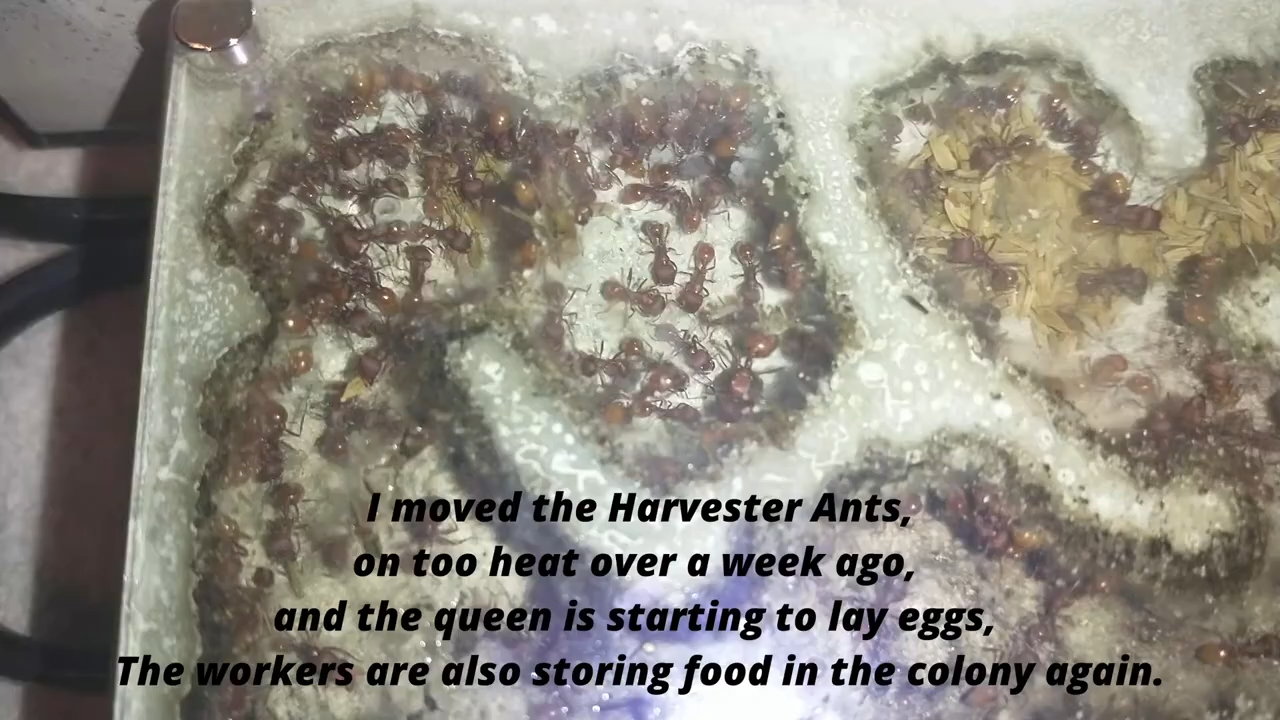 I moved the Harvester Ants,
on too heat over a week ago,
and the queen is starting to lay eggs,
The workers are also storing food in the colony again.